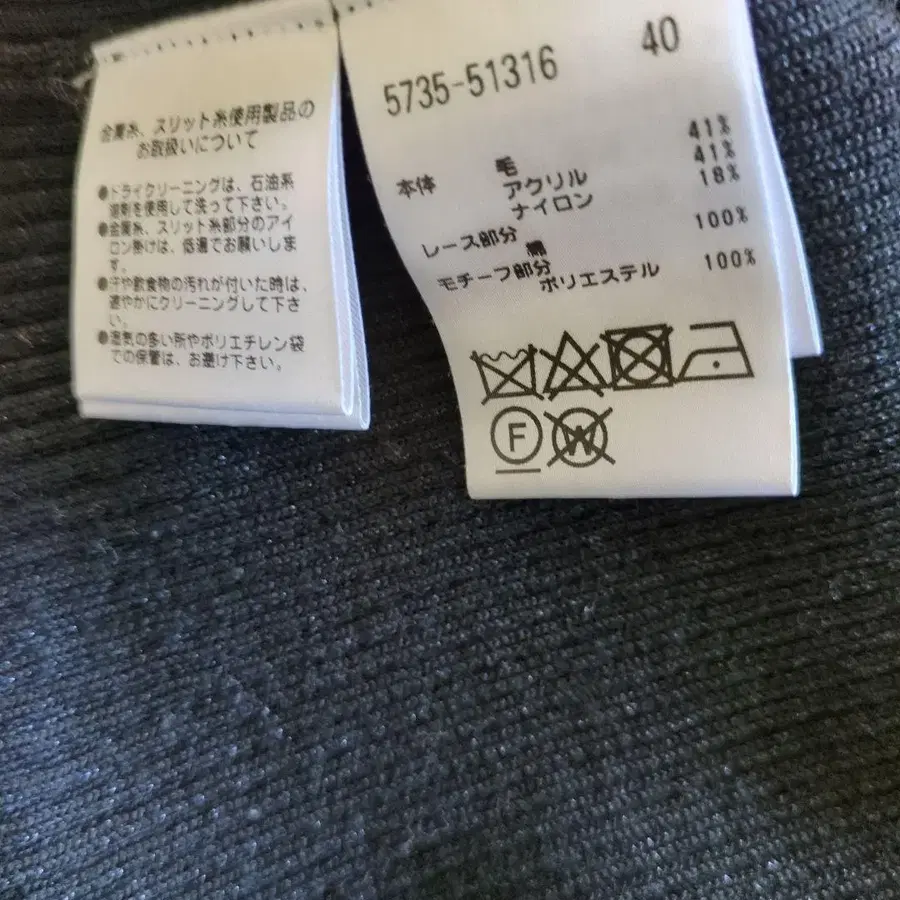 金属糸、スリット糸使用製品の
お取扱いについて
●ドライクリーニングは、石油系
溶剤を使用して洗って下さい。
●金属糸、スリット糸部分のアイ
ロン掛けは、低温でお願いしま
す。
●汗や飲食物の汚れが付いた時は、
速やかにクリーニングして下さ
い。
●湿気の多い所やポリエチレン袋
での保管は、お避け下さい。
5735-51316 40
本体 毛 41%
アクリル 41%
ナイロン 18%
レース部分
綿 100%
モチーフ部分
ポリエステル 100%
F W